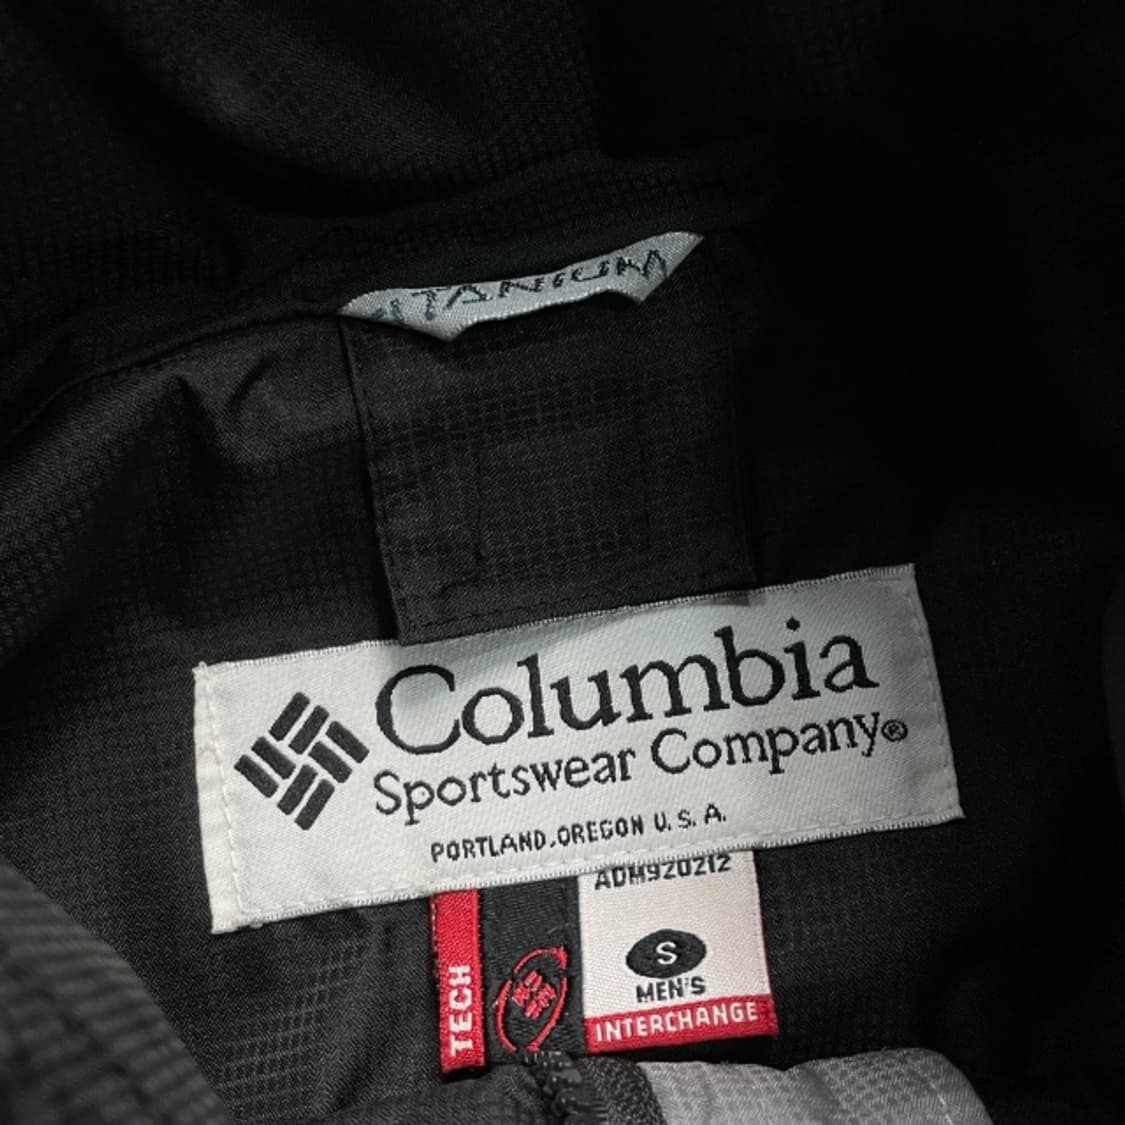 TITANIUM
Columbia
Sportswear Company®
PORTLAND, OREGON U.S.A.
ADM920212
S
MEN'S
INTERCHANGE
TECH